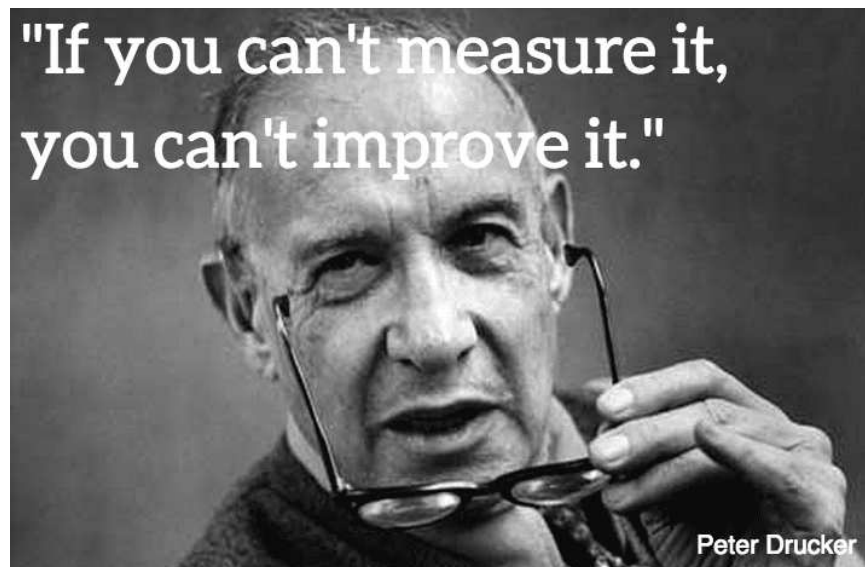 "If you can't measure it,
you can't improve it."
Peter Drucker